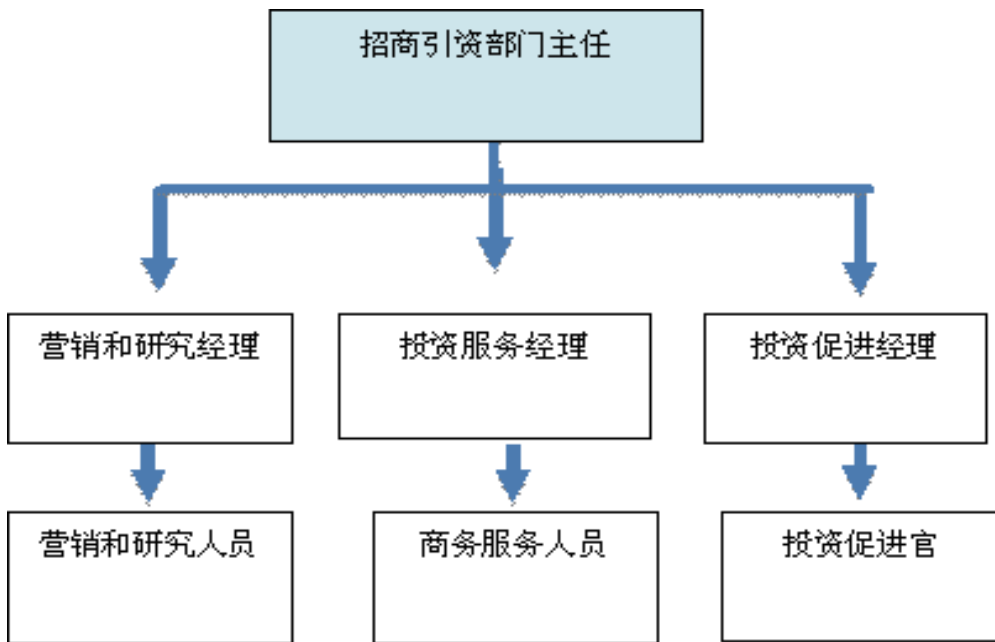 招商引资部门主任
营销和研究经理
投资服务经理
投资促进经理
营销和研究人员
商务服务人员
投资促进官